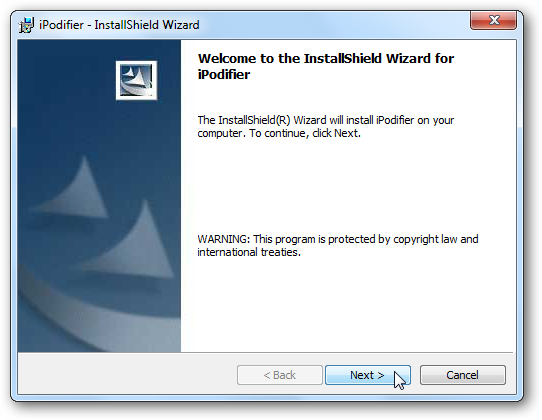 iPodifier - InstallShield Wizard
Welcome to the InstallShield Wizard for
iPodifier
The InstallShield(R) Wizard will install iPodifier on your
computer. To continue, click Next.
WARNING: This program is protected by copyright law and
international treaties.
< Back Next > Cancel